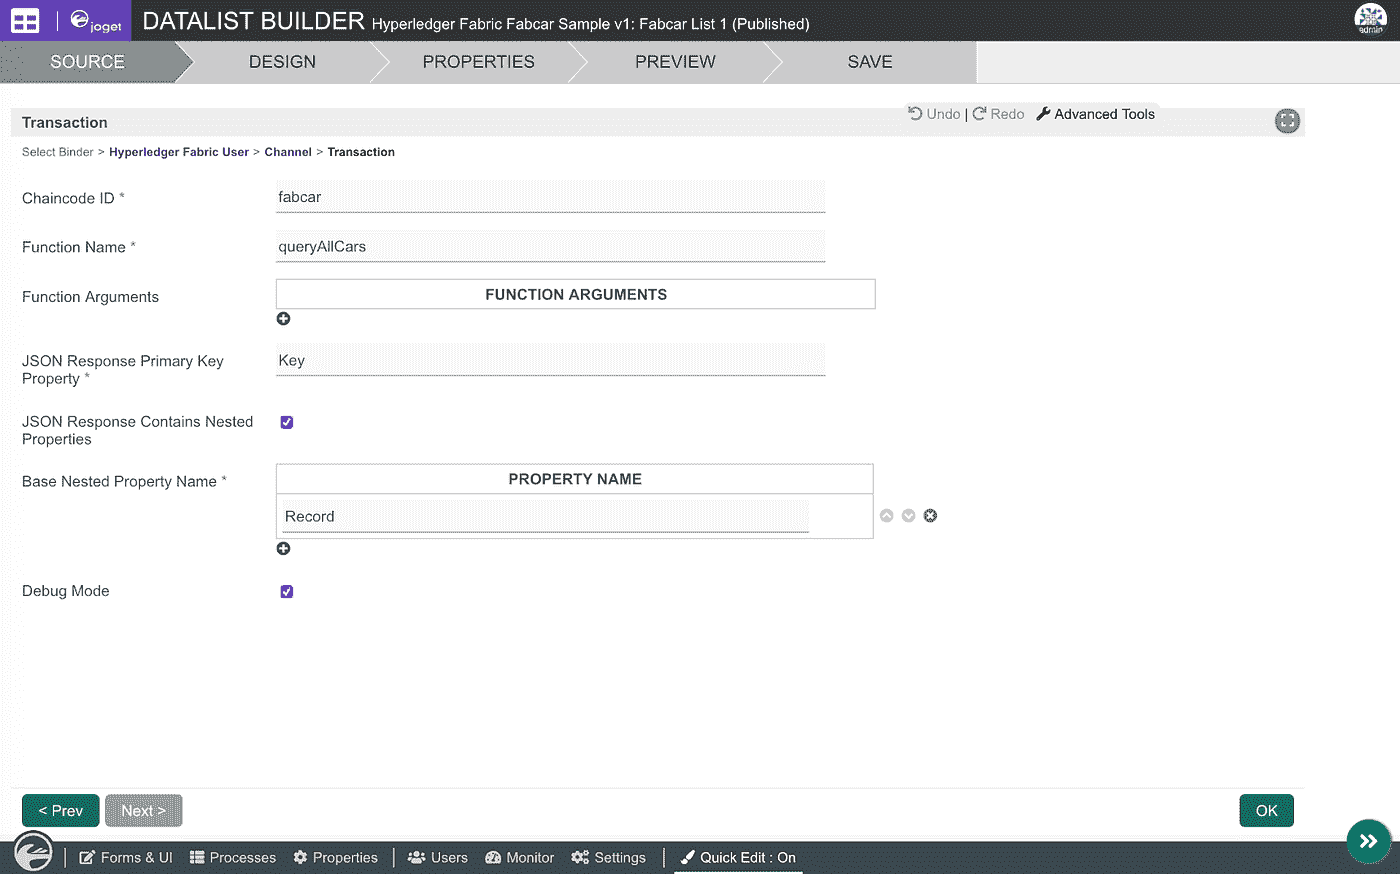 joget DATALIST BUILDER Hyperledger Fabric Fabcar Sample v1: Fabcar List 1 (Published) admin
SOURCE DESIGN PROPERTIES PREVIEW SAVE
Undo | Redo Advanced Tools
Transaction
Select Binder > Hyperledger Fabric User > Channel > Transaction
Chaincode ID * fabcar
Function Name * queryAllCars
Function Arguments FUNCTION ARGUMENTS
JSON Response Primary Key
Property *
Key
JSON Response Contains Nested
Properties
Base Nested Property Name * PROPERTY NAME
Record
Debug Mode
< Prev Next > OK
Forms & UI Processes Properties Users Monitor Settings Quick Edit : On